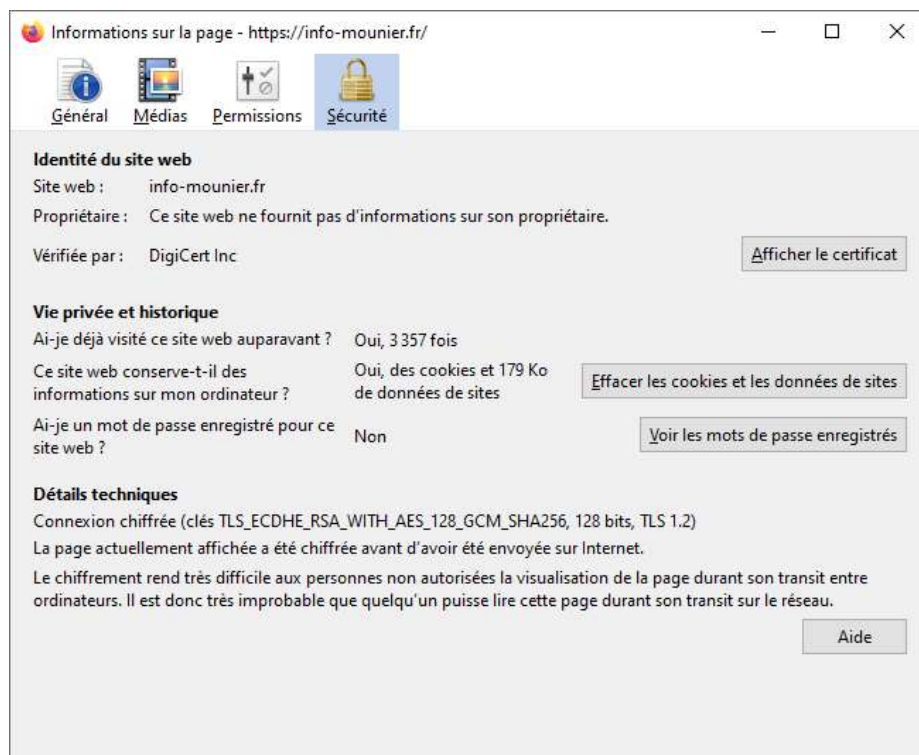 Informations sur la page - https://info-mounier.fr/
Général Médias Permissions Sécurité
Identité du site web
Site web : info-mounier.fr
Propriétaire : Ce site web ne fournit pas d'informations sur son propriétaire.
Vérifiée par : DigiCert Inc
Afficher le certificat
Vie privée et historique
Ai-je déjà visité ce site web auparavant ? Oui, 3 357 fois
Ce site web conserve-t-il des
informations sur mon ordinateur ?
Oui, des cookies et 179 Ko
de données de sites
Effacer les cookies et les données de sites
Ai-je un mot de passe enregistré pour ce
site web ?
Non
Voir les mots de passe enregistrés
Détails techniques
Connexion chiffrée (clés TLS_ECDHE_RSA_WITH_AES_128_GCM_SHA256, 128 bits, TLS 1.2)
La page actuellement affichée a été chiffrée avant d'avoir été envoyée sur Internet.
Le chiffrement rend très difficile aux personnes non autorisées la visualisation de la page durant son transit entre
ordinateurs. Il est donc très improbable que quelqu'un puisse lire cette page durant son transit sur le réseau.
Aide